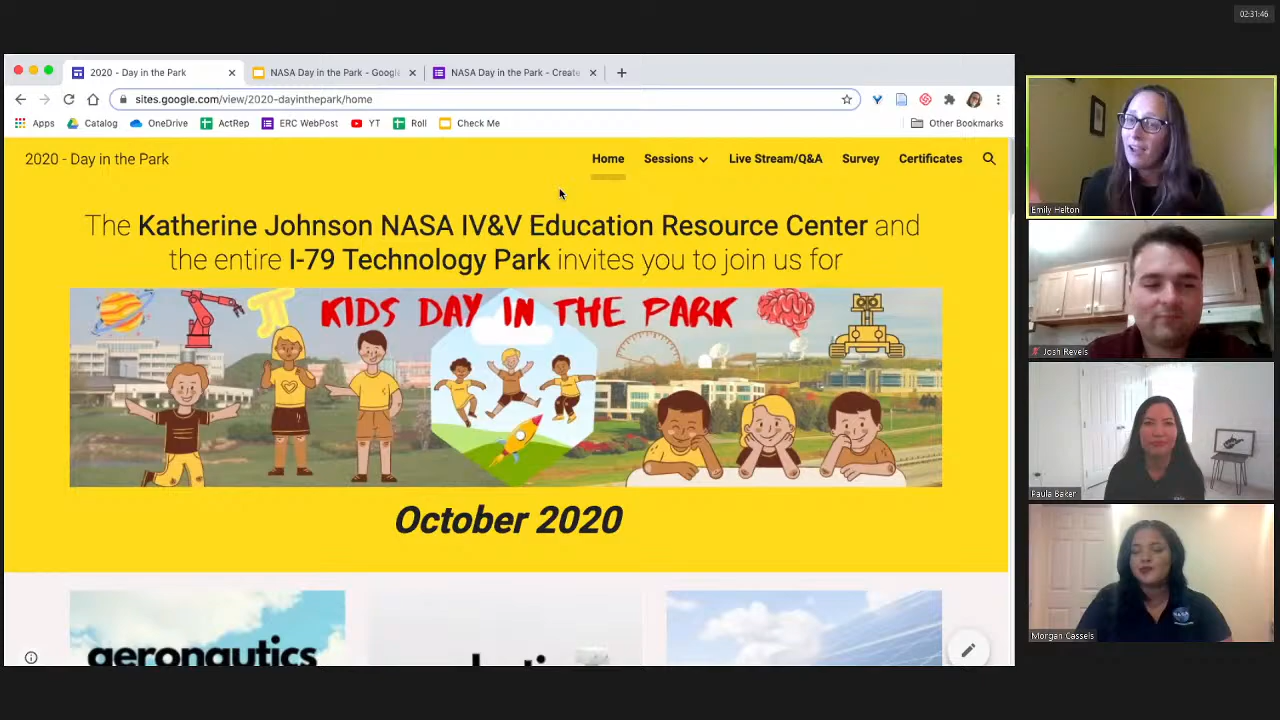 02:31:46
2020 - Day in the Park
NASA Day in the Park - Googl
NASA Day in the Park - Create
sites.google.com/view/2020-dayinthepark/home
Apps
Catalog
OneDrive
ActRep
ERC WebPost
YT
Roll
Check Me
Other Bookmarks
2020 - Day in the Park
Home
Sessions
Live Stream/Q&A
Survey
Certificates
The Katherine Johnson NASA IV&V Education Resource Center and
the entire I-79 Technology Park invites you to join us for
KIDS DAY IN THE PARK
October 2020
aeronautics
Emily Helton
Josh Revels
Paula Baker
NASA
Morgan Cassels